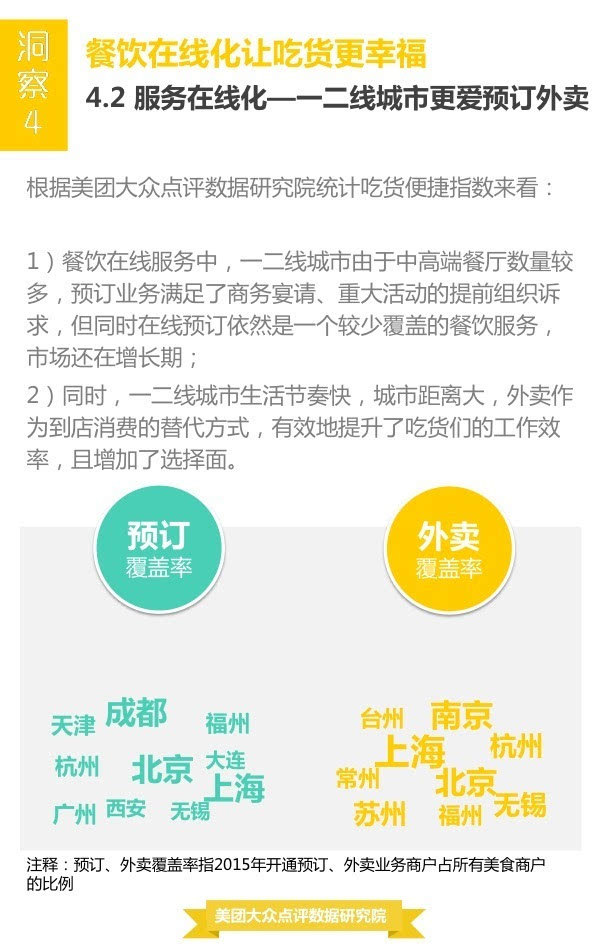 洞
察
4
餐饮在线化让吃货更幸福
4.2 服务在线化—一二线城市更爱预订外卖
根据美团大众点评数据研究院统计吃货便捷指数来看：
1）餐饮在线服务中，一二线城市由于中高端餐厅数量较
多，预订业务满足了商务宴请、重大活动的提前组织诉
求，但同时在线预订依然是一个较少覆盖的餐饮服务，
市场还在增长期；
2）同时，一二线城市生活节奏快，城市距离大，外卖作
为到店消费的替代方式，有效地提升了吃货们的工作效
率，且增加了选择面。
预订
覆盖率
外卖
覆盖率
天津 成都 福州
杭州 北京 大连
上海
广州 西安 无锡
台州 南京
上海 杭州
常州 北京
苏州 福州 无锡
注释：预订、外卖覆盖率指2015年开通预订、外卖业务商户占所有美食商户
的比例
美团大众点评数据研究院